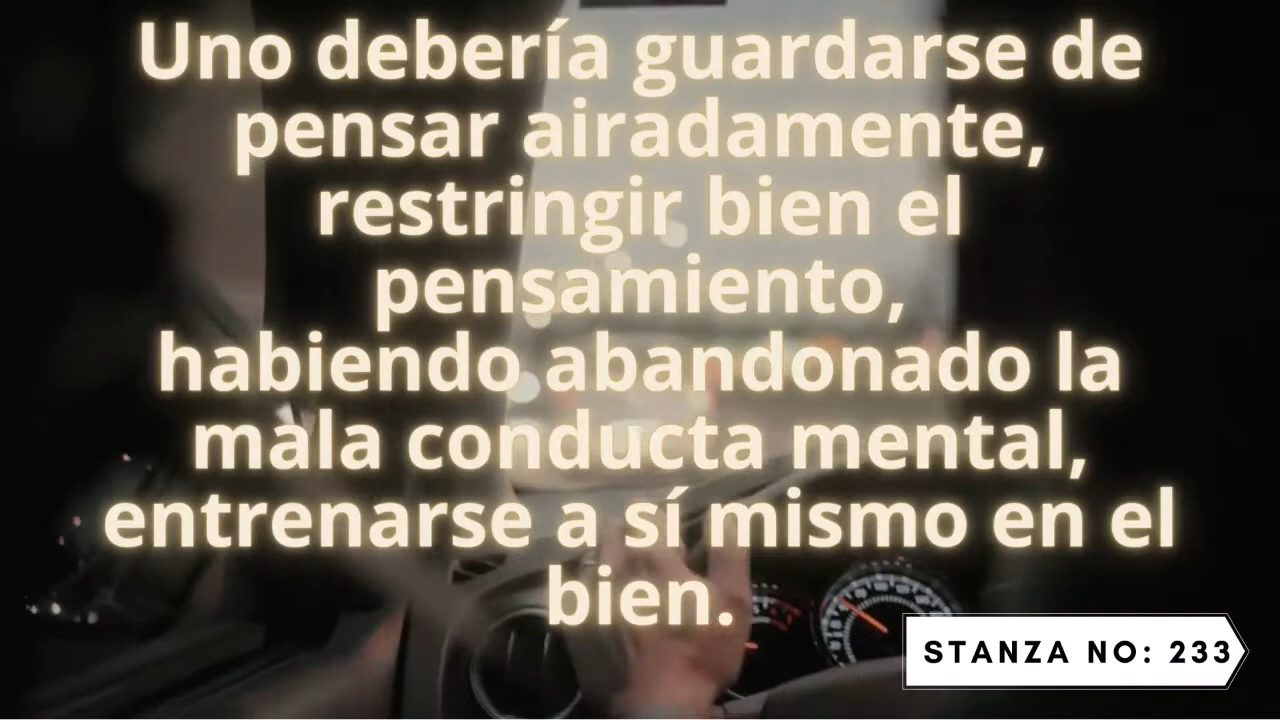 Uno debería guardarse de
pensar airadamente,
restringir bien el
pensamiento,
habiendo abandonado la
mala conducta mental,
entrenarse a sí mismo en el
bien.
STANZA NO: 233